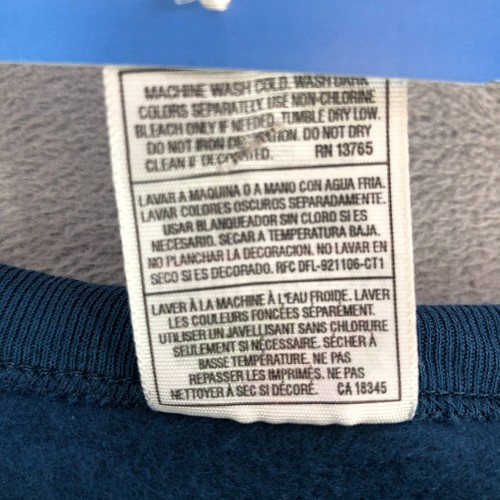 MACHINE WASH COLD. WASH DARK
COLORS SEPARATELY. USE NON-CHLORINE
BLEACH ONLY IF NEEDED. TUMBLE DRY LOW.
DO NOT IRON DECORATION. DO NOT DRY
CLEAN IF DECORATED. RN 13765
LAVAR A MAQUINA O A MANO CON AGUA FRIA.
LAVAR COLORES OSCUROS SEPARADAMENTE.
USAR BLANQUEADOR SIN CLORO SI ES
NECESARIO. SECAR A TEMPERATURA BAJA.
NO PLANCHAR LA DECORACION. NO LAVAR EN
SECO SI ES DECORADO. RFC DFL-921106-CT1
LAVER À LA MACHINE À L'EAU FROIDE. LAVER
LES COULEURS FONCÉES SÉPARÉMENT.
UTILISER UN JAVELLISANT SANS CHLORURE
SEULEMENT SI NÉCESSAIRE. SÉCHER À
BASSE TEMPÉRATURE. NE PAS
REPASSER LES IMPRIMÉS. NE PAS
NETTOYER À SEC SI DÉCORÉ. CA 18345